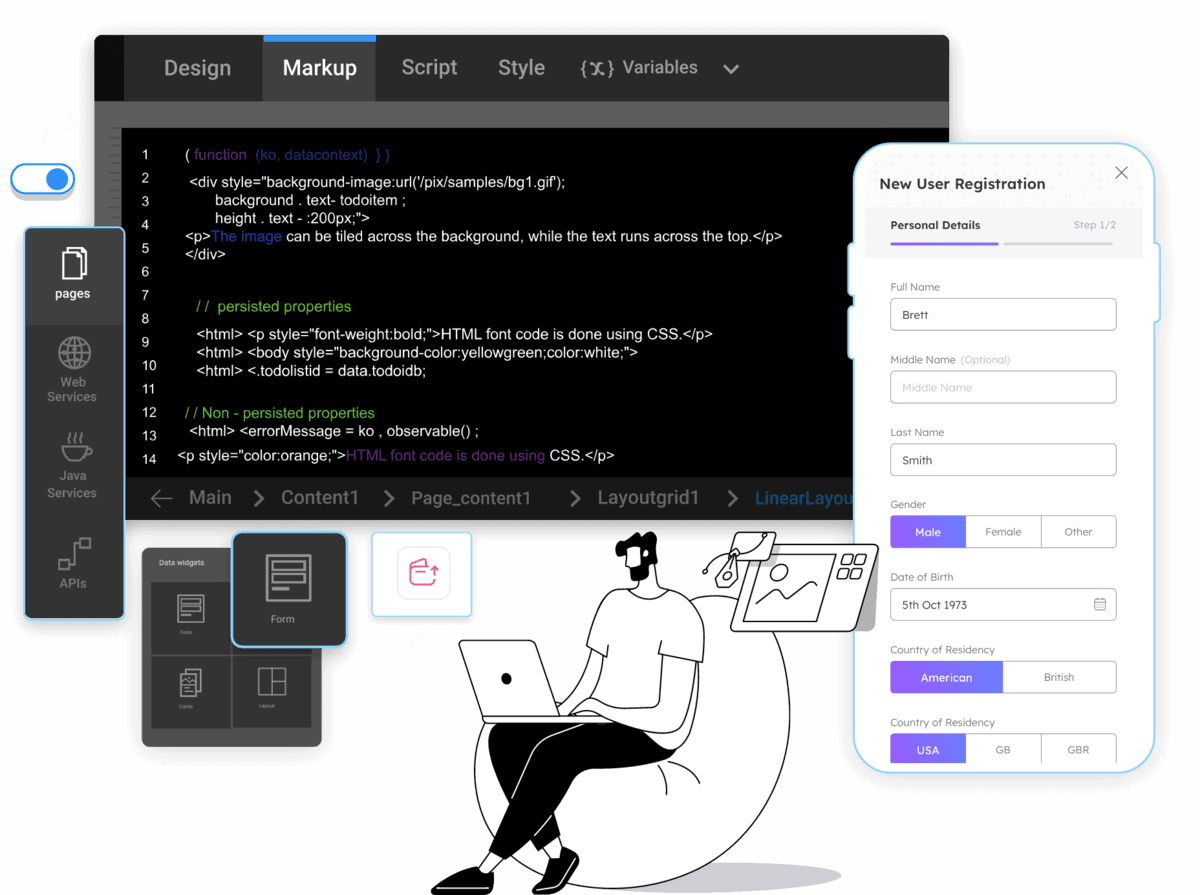 Design
Markup
Script
Style
{x} Variables
1
2
3
4
5
6
7
8
9
10
11
12
13
14
( function (ko, datacontext) } }
<div style="background-image:url('/pix/samples/bg1.gif');
background . text- todoitem ;
height . text - :200px;">
<p>The image can be tiled across the background, while the text runs across the top.</p>
</div>
// persisted properties
<html> <p style="font-weight:bold;">HTML font code is done using CSS.</p>
<html> <body style="background-color:yellowgreen;color:white;">
<html> <.todolistid = data.todoidb;
// Non - persisted properties
<html> <errorMessage = ko , observable() ;
<p style="color:orange;">HTML font code is done using CSS.</p>
Main
Content1
Page_content1
Layoutgrid1
LinearLayou
pages
Web
Services
Java
Services
APIs
Data widgets
Form
Form
Cards
Layout
New User Registration
Personal Details
Step 1/2
Full Name
Brett
Middle Name (Optional)
Middle Name
Last Name
Smith
Gender
Male
Female
Other
Date of Birth
5th Oct 1973
Country of Residency
American
British
Country of Residency
USA
GB
GBR